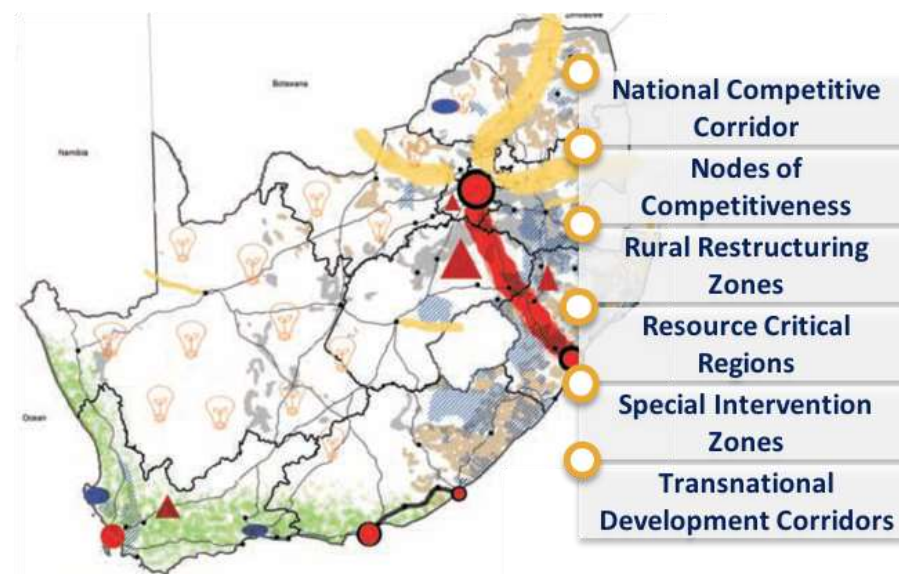 Zimbabwe
Botswana
Namibia
Ocean
National Competitive
Corridor
Nodes of
Competitiveness
Rural Restructuring
Zones
Resource Critical
Regions
Special Intervention
Zones
Transnational
Development Corridors